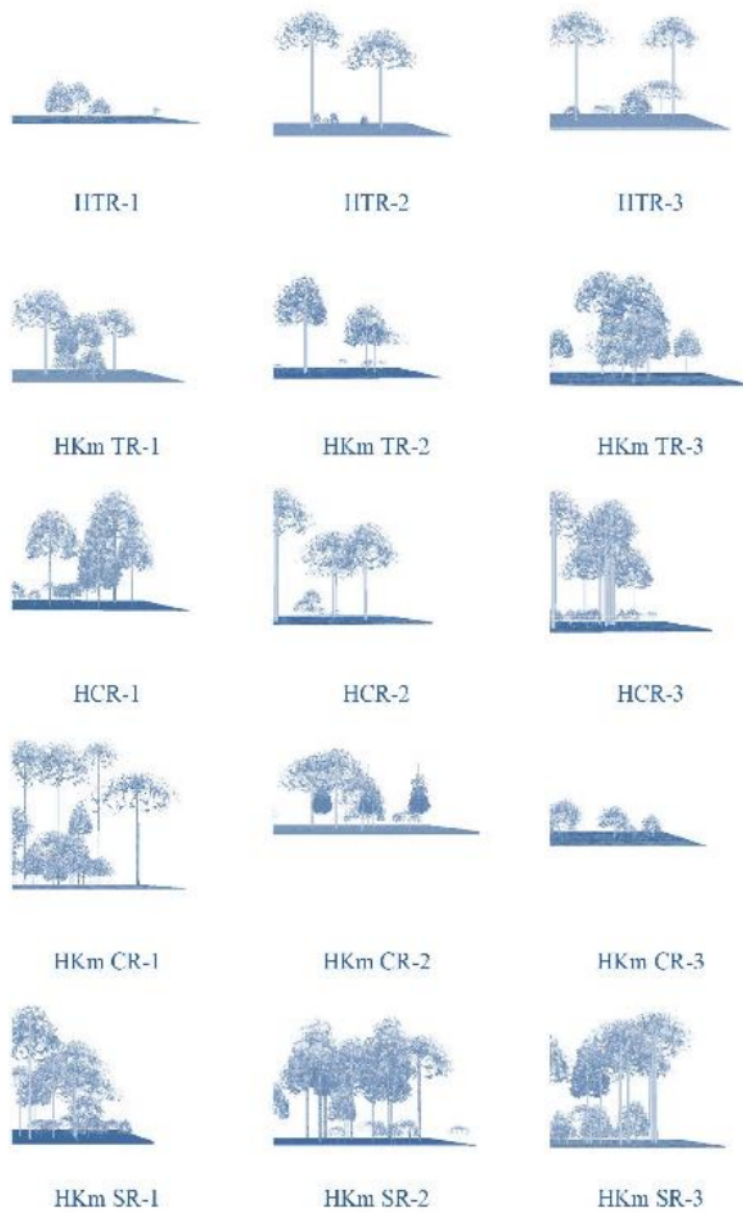 HTR-1 HTR-2 HTR-3
HKm TR-1 HKm TR-2 HKm TR-3
HCR-1 HCR-2 HCR-3
HKm CR-1 HKm CR-2 HKm CR-3
HKm SR-1 HKm SR-2 HKm SR-3